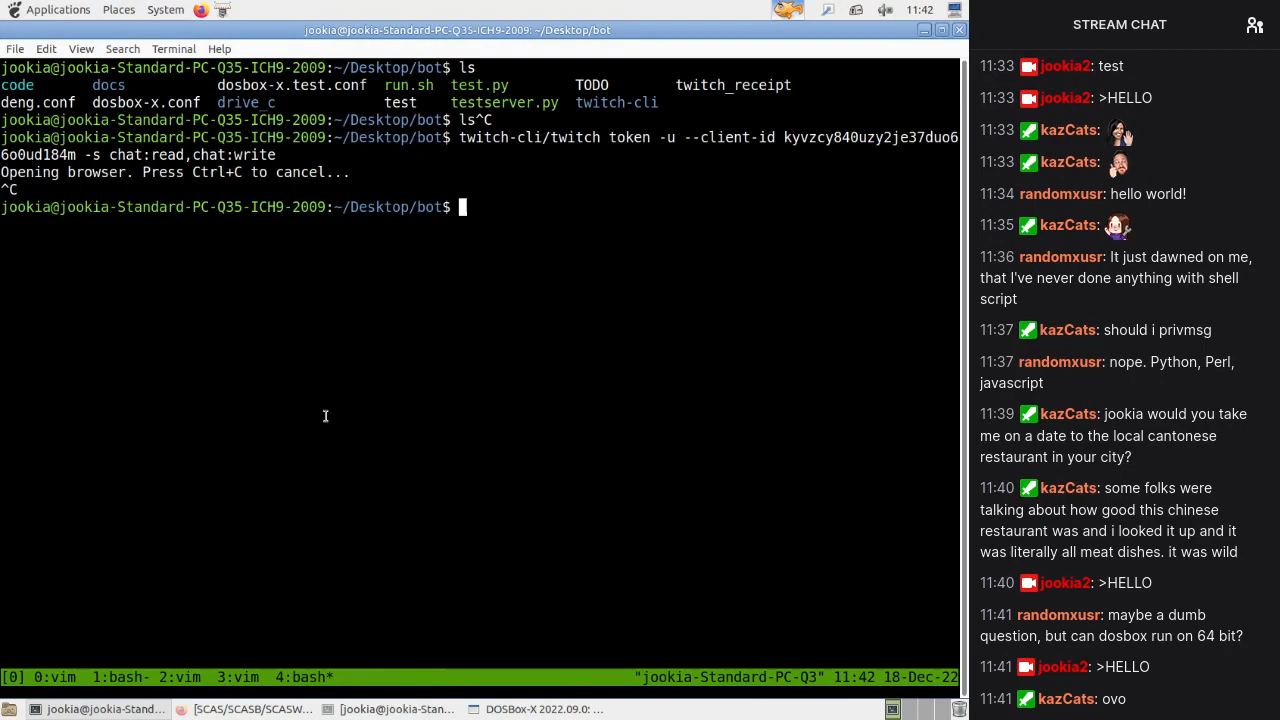 Applications Places System 11:42
jookia@jookia-Standard-PC-Q35-ICH9-2009: ~/Desktop/bot
File Edit View Search Terminal Help
jookia@jookia-Standard-PC-Q35-ICH9-2009:~/Desktop/bot$ ls
code docs dosbox-x.test.conf run.sh test.py TODO twitch_receipt
deng.conf dosbox-x.conf drive_c test testserver.py twitch-cli
jookia@jookia-Standard-PC-Q35-ICH9-2009:~/Desktop/bot$ ls^C
jookia@jookia-Standard-PC-Q35-ICH9-2009:~/Desktop/bot$ twitch-cli/twitch token -u --client-id kyvzcy840uzy2je37duo6
6o0ud184m -s chat:read,chat:write
Opening browser. Press Ctrl+C to cancel...
^C
jookia@jookia-Standard-PC-Q35-ICH9-2009:~/Desktop/bot$
[0] 0:vim 1:bash- 2:vim 3:vim 4:bash* "jookia-Standard-PC-Q3" 11:42 18-Dec-22
jookia@jookia-Stand... [SCAS/SCASB/SCASW... [jookia@jookia-Stan... DOSBox-X 2022.09.0: ...
STREAM CHAT
11:33 jookia2: test
11:33 jookia2: >HELLO
11:33 kazCats:
11:33 kazCats:
11:34 randomxusr: hello world!
11:35 kazCats:
11:36 randomxusr: It just dawned on me,
that I've never done anything with shell
script
11:37 kazCats: should i privmsg
11:37 randomxusr: nope. Python, Perl,
javascript
11:39 kazCats: jookia would you take
me on a date to the local cantonese
restaurant in your city?
11:40 kazCats: some folks were
talking about how good this chinese
restaurant was and i looked it up and it
was literally all meat dishes. it was wild
11:40 jookia2: >HELLO
11:41 randomxusr: maybe a dumb
question, but can dosbox run on 64 bit?
11:41 jookia2: >HELLO
11:41 kazCats: ovo